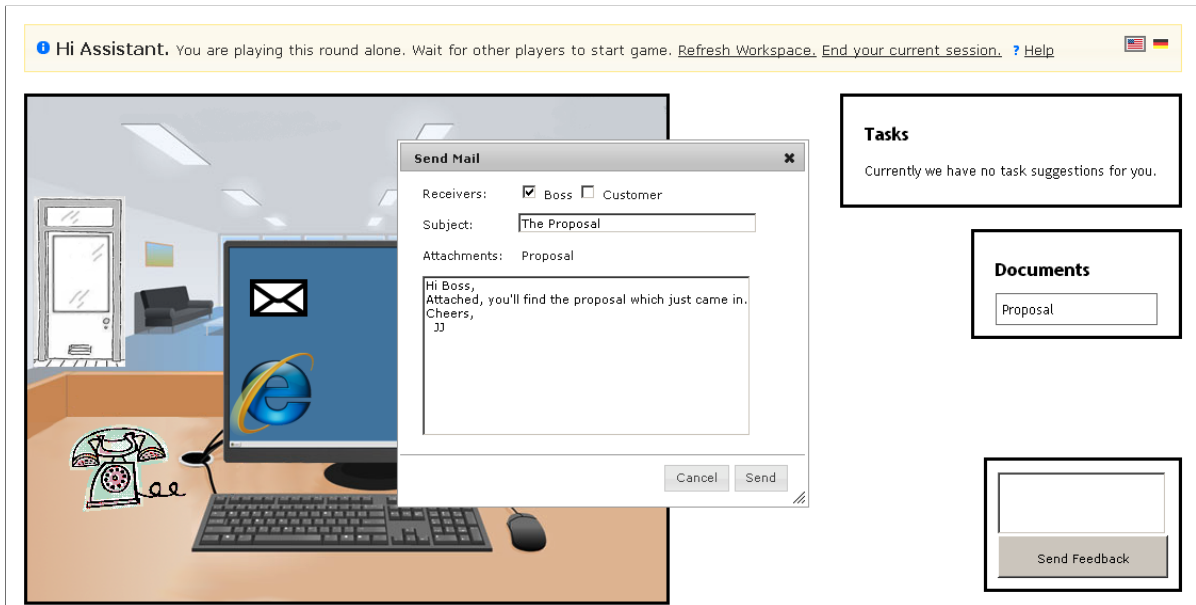 Hi Assistant. You are playing this round alone. Wait for other players to start game. Refresh Workspace. End your current session. ? Help
Send Mail
Receivers: Boss Customer
Subject: The Proposal
Attachments: Proposal
Hi Boss,
Attached, you'll find the proposal which just came in.
Cheers,
JJ
Cancel Send
Tasks
Currently we have no task suggestions for you.
Documents
Proposal
Send Feedback